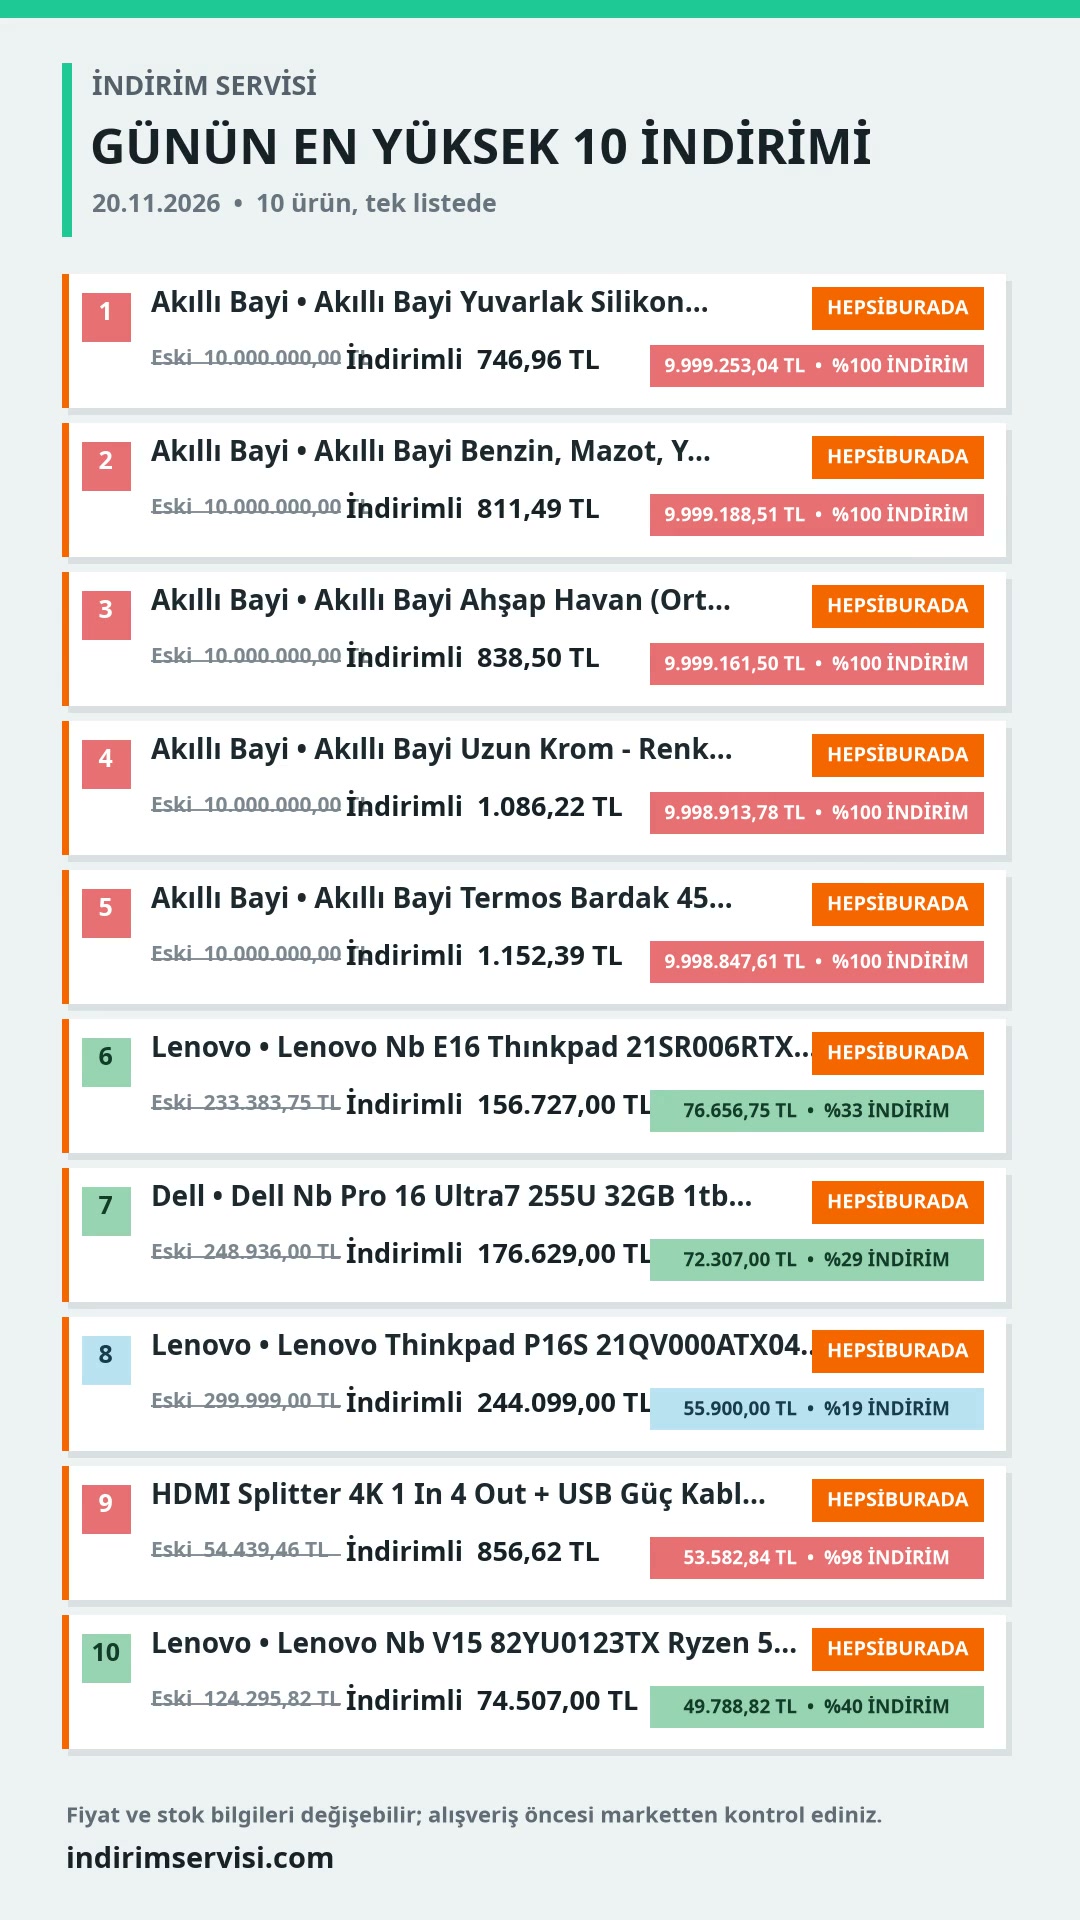 İNDİRİM SERVİSİ
GÜNÜN EN YÜKSEK 10 İNDİRİMİ
20.11.2026 • 10 ürün, tek listede
1 Akıllı Bayi • Akıllı Bayi Yuvarlak Silikon... HEPSİBURADA
Eski 10.000.000,00 TL İndirimli 746,96 TL 9.999.253,04 TL • %100 İNDİRİM
2 Akıllı Bayi • Akıllı Bayi Benzin, Mazot, Y... HEPSİBURADA
Eski 10.000.000,00 TL İndirimli 811,49 TL 9.999.188,51 TL • %100 İNDİRİM
3 Akıllı Bayi • Akıllı Bayi Ahşap Havan (Ort... HEPSİBURADA
Eski 10.000.000,00 TL İndirimli 838,50 TL 9.999.161,50 TL • %100 İNDİRİM
4 Akıllı Bayi • Akıllı Bayi Uzun Krom - Renk... HEPSİBURADA
Eski 10.000.000,00 TL İndirimli 1.086,22 TL 9.998.913,78 TL • %100 İNDİRİM
5 Akıllı Bayi • Akıllı Bayi Termos Bardak 45... HEPSİBURADA
Eski 10.000.000,00 TL İndirimli 1.152,39 TL 9.998.847,61 TL • %100 İNDİRİM
6 Lenovo • Lenovo Nb E16 Thınkpad 21SR006RTX... HEPSİBURADA
Eski 233.383,75 TL İndirimli 156.727,00 TL 76.656,75 TL • %33 İNDİRİM
7 Dell • Dell Nb Pro 16 Ultra7 255U 32GB 1tb... HEPSİBURADA
Eski 248.936,00 TL İndirimli 176.629,00 TL 72.307,00 TL • %29 İNDİRİM
8 Lenovo • Lenovo Thinkpad P16S 21QV000ATX04... HEPSİBURADA
Eski 299.999,00 TL İndirimli 244.099,00 TL 55.900,00 TL • %19 İNDİRİM
9 HDMI Splitter 4K 1 In 4 Out + USB Güç Kabl... HEPSİBURADA
Eski 54.439,46 TL İndirimli 856,62 TL 53.582,84 TL • %98 İNDİRİM
10 Lenovo • Lenovo Nb V15 82YU0123TX Ryzen 5... HEPSİBURADA
Eski 124.295,82 TL İndirimli 74.507,00 TL 49.788,82 TL • %40 İNDİRİM
Fiyat ve stok bilgileri değişebilir; alışveriş öncesi marketten kontrol ediniz.
indirimservisi.com